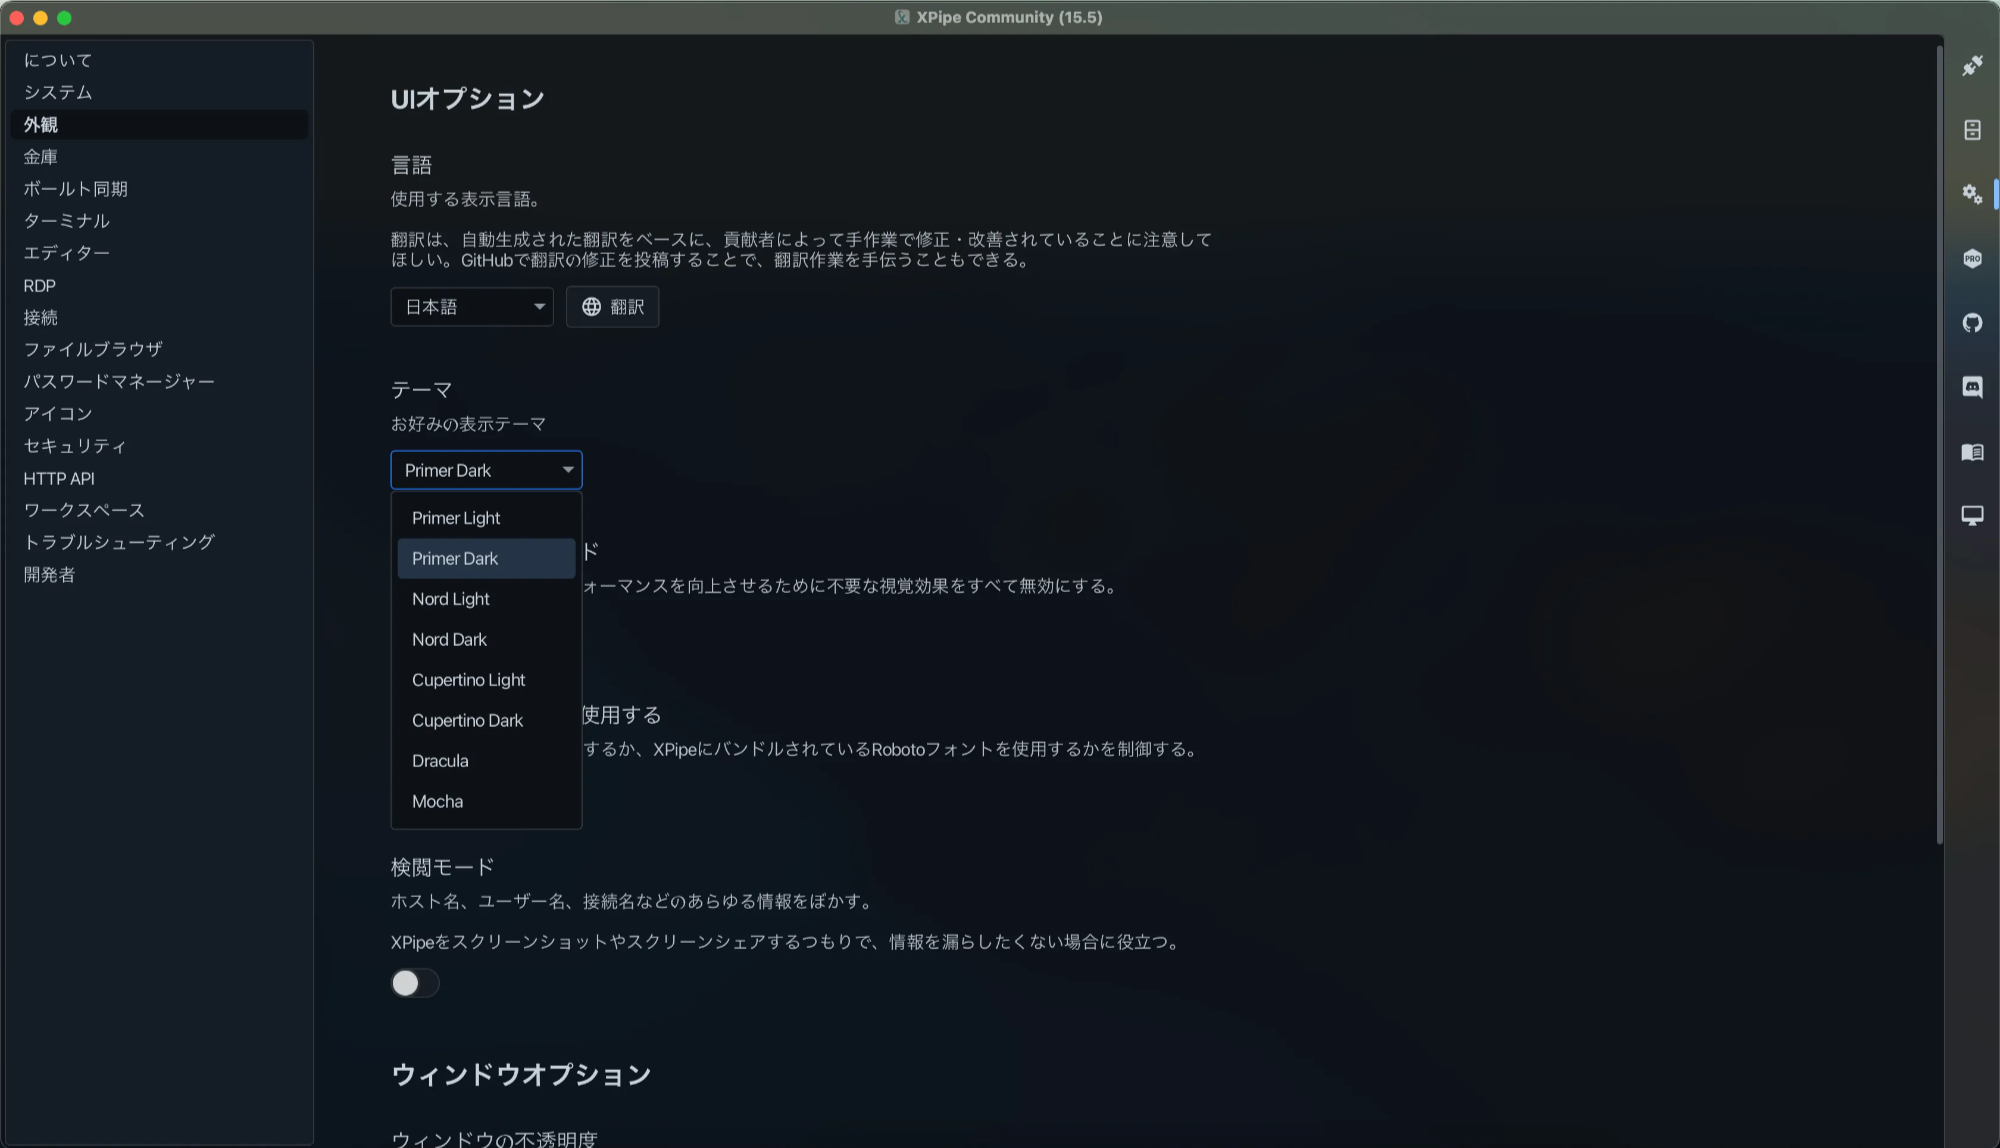 XPipe Community (15.5)
について
システム
外観
金庫
ボールト同期
ターミナル
エディター
RDP
接続
ファイルブラウザ
パスワードマネージャー
アイコン
セキュリティ
HTTP API
ワークスペース
トラブルシューティング
開発者
UIオプション
言語
使用する表示言語。
翻訳は、自動生成された翻訳をベースに、貢献者によって手作業で修正・改善されていることに注意して
ほしい。GitHubで翻訳の修正を投稿することで、翻訳作業を手伝うこともできる。
日本語
翻訳
テーマ
お好みの表示テーマ
Primer Dark
Primer Light
Primer Dark
Nord Light
Nord Dark
Cupertino Light
Cupertino Dark
Dracula
Mocha
ド
ォーマンスを向上させるために不要な視覚効果をすべて無効にする。
使用する
するか、XPipeにバンドルされているRobotoフォントを使用するかを制御する。
検閲モード
ホスト名、ユーザー名、接続名などのあらゆる情報をぼかす。
XPipeをスクリーンショットやスクリーンシェアするつもりで、情報を漏らしたくない場合に役立つ。
ウィンドウオプション
ウィンドウの不透明度
PRO